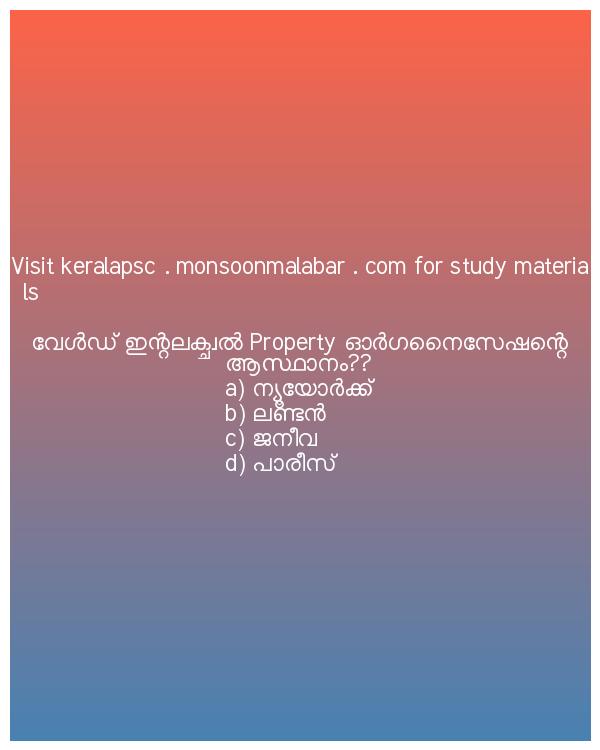 Visit keralapsc . monsoonmalabar . com for study materia
ls
വേൾഡ് ഇന്റലക്ച്വൽ Property ഓർഗനൈസേഷന്റെ
ആസ്ഥാനം??
a) ന്യൂയോർക്ക്
b) ലണ്ടൻ
c) ജനീവ
d) പാരീസ്